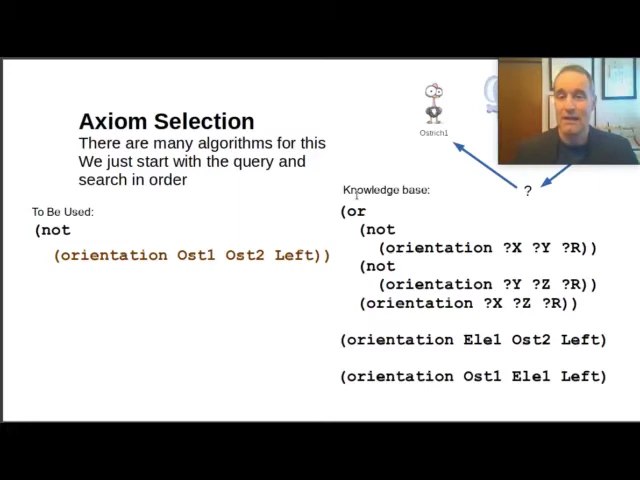 Ostrich1
Axiom Selection
There are many algorithms for this
We just start with the query and
search in order
?
Knowledge base:
To Be Used:
(not
(orientation Ost1 Ost2 Left))
(or
(not
(orientation ?X ?Y ?R))
(not
(orientation ?Y ?Z ?R))
(orientation ?X ?Z ?R))
(orientation Ele1 Ost2 Left)
(orientation Ost1 Ele1 Left)